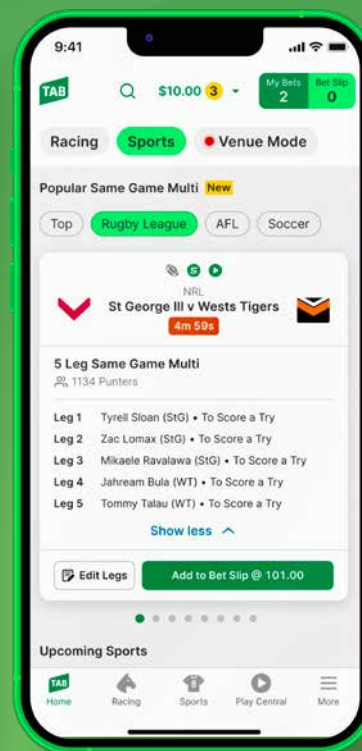 9:41
TAB
$10.00 3
My Bets
2
Bet Slip
0
Racing
Sports
Venue Mode
Popular Same Game Multi New
Top
Rugby League
AFL
Soccer
NRL
St George Ill v Wests Tigers
4m 59s
5 Leg Same Game Multi
1134 Punters
Leg 1 Tyrell Sloan (StG) • To Score a Try
Leg 2 Zac Lomax (StG) • To Score a Try
Leg 3 Mikaele Ravalawa (StG) • To Score a Try
Leg 4 Jahream Bula (WT) • To Score a Try
Leg 5 Tommy Talau (WT) • To Score a Try
Show less
Edit Legs
Add to Bet Slip @ 101.00
Upcoming Sports
TAB
Home
Racing
Sports
Play Central
More